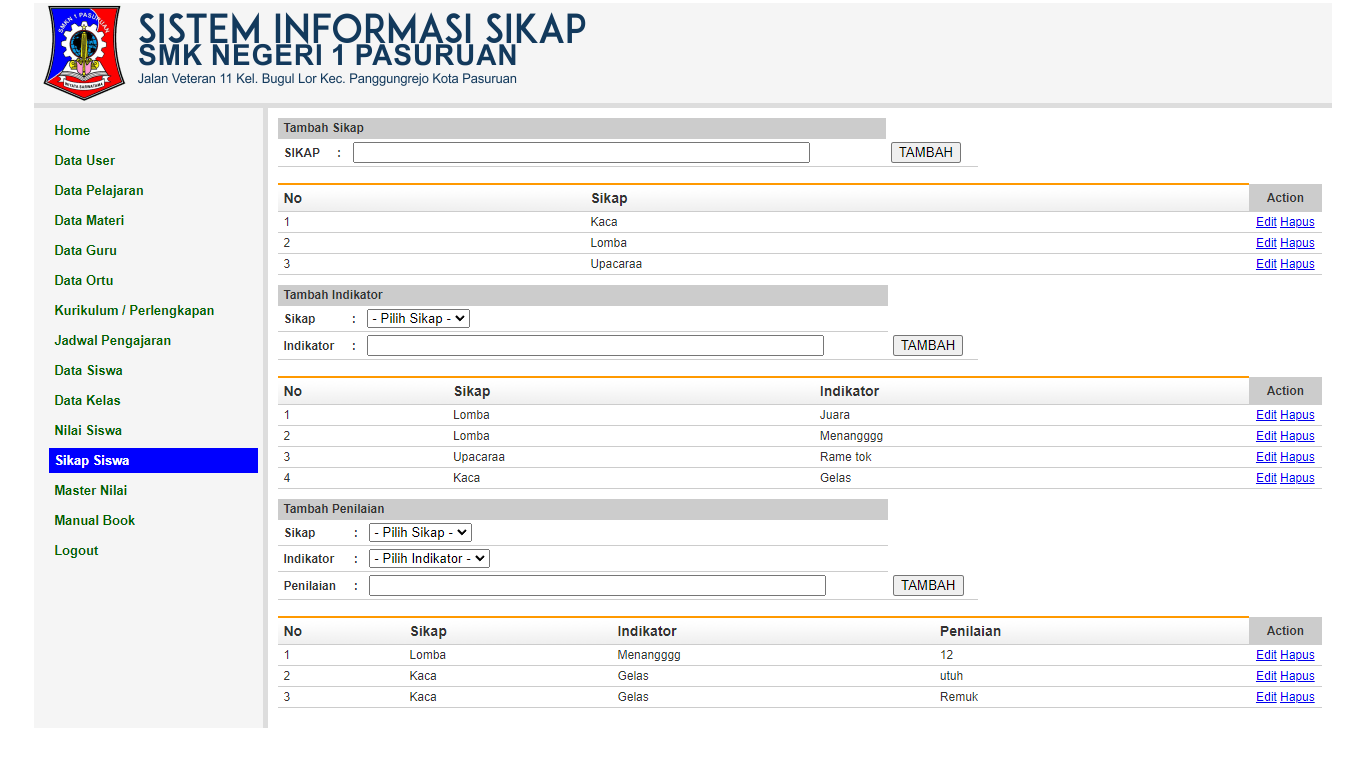 SMKN 1 PASURUAN
WIYATA SARWATAMA
SISTEM INFORMASI SIKAP
SMK NEGERI 1 PASURUAN
Jalan Veteran 11 Kel. Bugul Lor Kec. Panggungrejo Kota Pasuruan
Home
Data User
Data Pelajaran
Data Materi
Data Guru
Data Ortu
Kurikulum / Perlengkapan
Jadwal Pengajaran
Data Siswa
Data Kelas
Nilai Siswa
Sikap Siswa
Master Nilai
Manual Book
Logout
Tambah Sikap
SIKAP : TAMBAH
No Sikap Action
1 Kaca Edit Hapus
2 Lomba Edit Hapus
3 Upacaraa Edit Hapus
Tambah Indikator
Sikap : - Pilih Sikap -
Indikator : TAMBAH
No Sikap Indikator Action
1 Lomba Juara Edit Hapus
2 Lomba Menangggg Edit Hapus
3 Upacaraa Rame tok Edit Hapus
4 Kaca Gelas Edit Hapus
Tambah Penilaian
Sikap : - Pilih Sikap -
Indikator : - Pilih Indikator -
Penilaian : TAMBAH
No Sikap Indikator Penilaian Action
1 Lomba Menangggg 12 Edit Hapus
2 Kaca Gelas utuh Edit Hapus
3 Kaca Gelas Remuk Edit Hapus